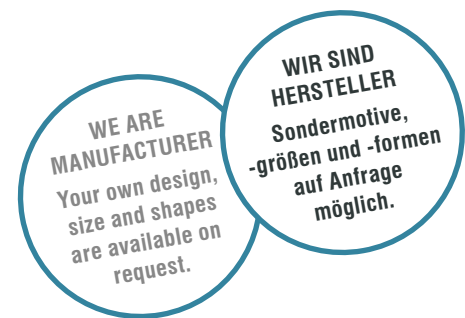 WE ARE
MANUFACTURER
Your own design,
size and shapes
are available on
request.
WIR SIND
HERSTELLER
Sondermotive,
-größen und -formen
auf Anfrage
möglich.